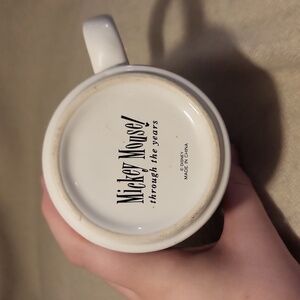 Mickey Mouse!
through the years
© DISNEY
MADE IN CHINA